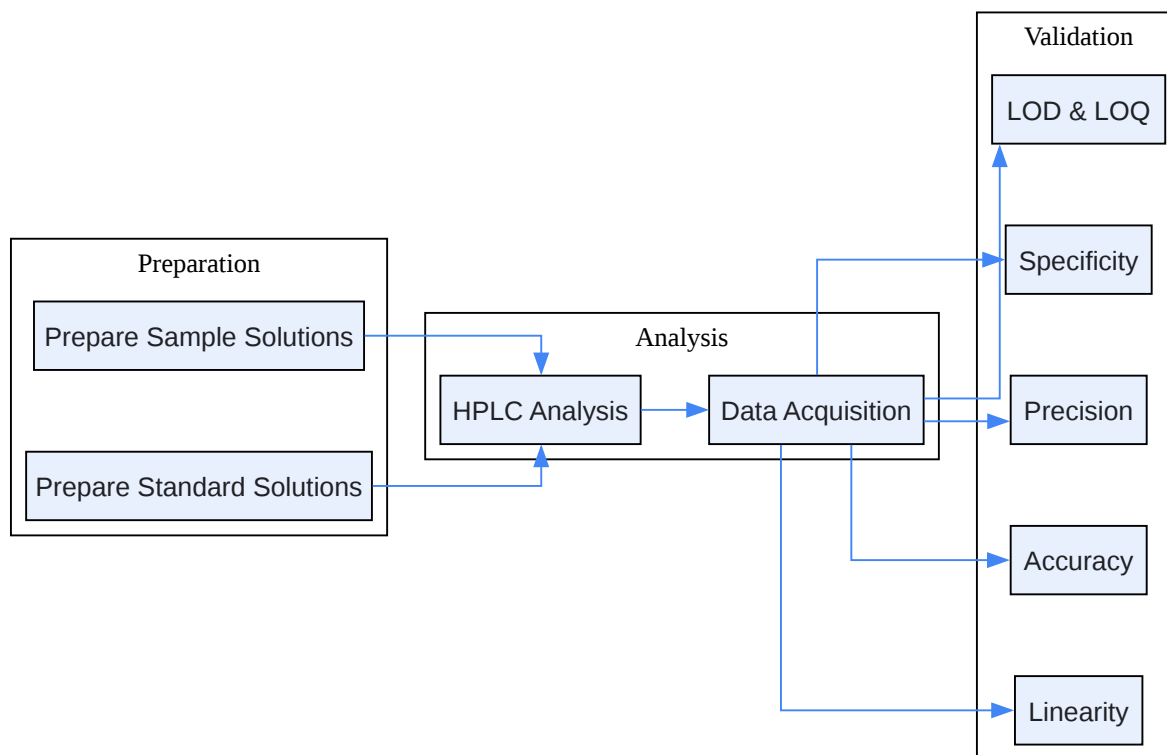 Preparation
Prepare Sample Solutions
Prepare Standard Solutions
Analysis
HPLC Analysis
Data Acquisition
Validation
LOD & LOQ
Specificity
Precision
Accuracy
Linearity